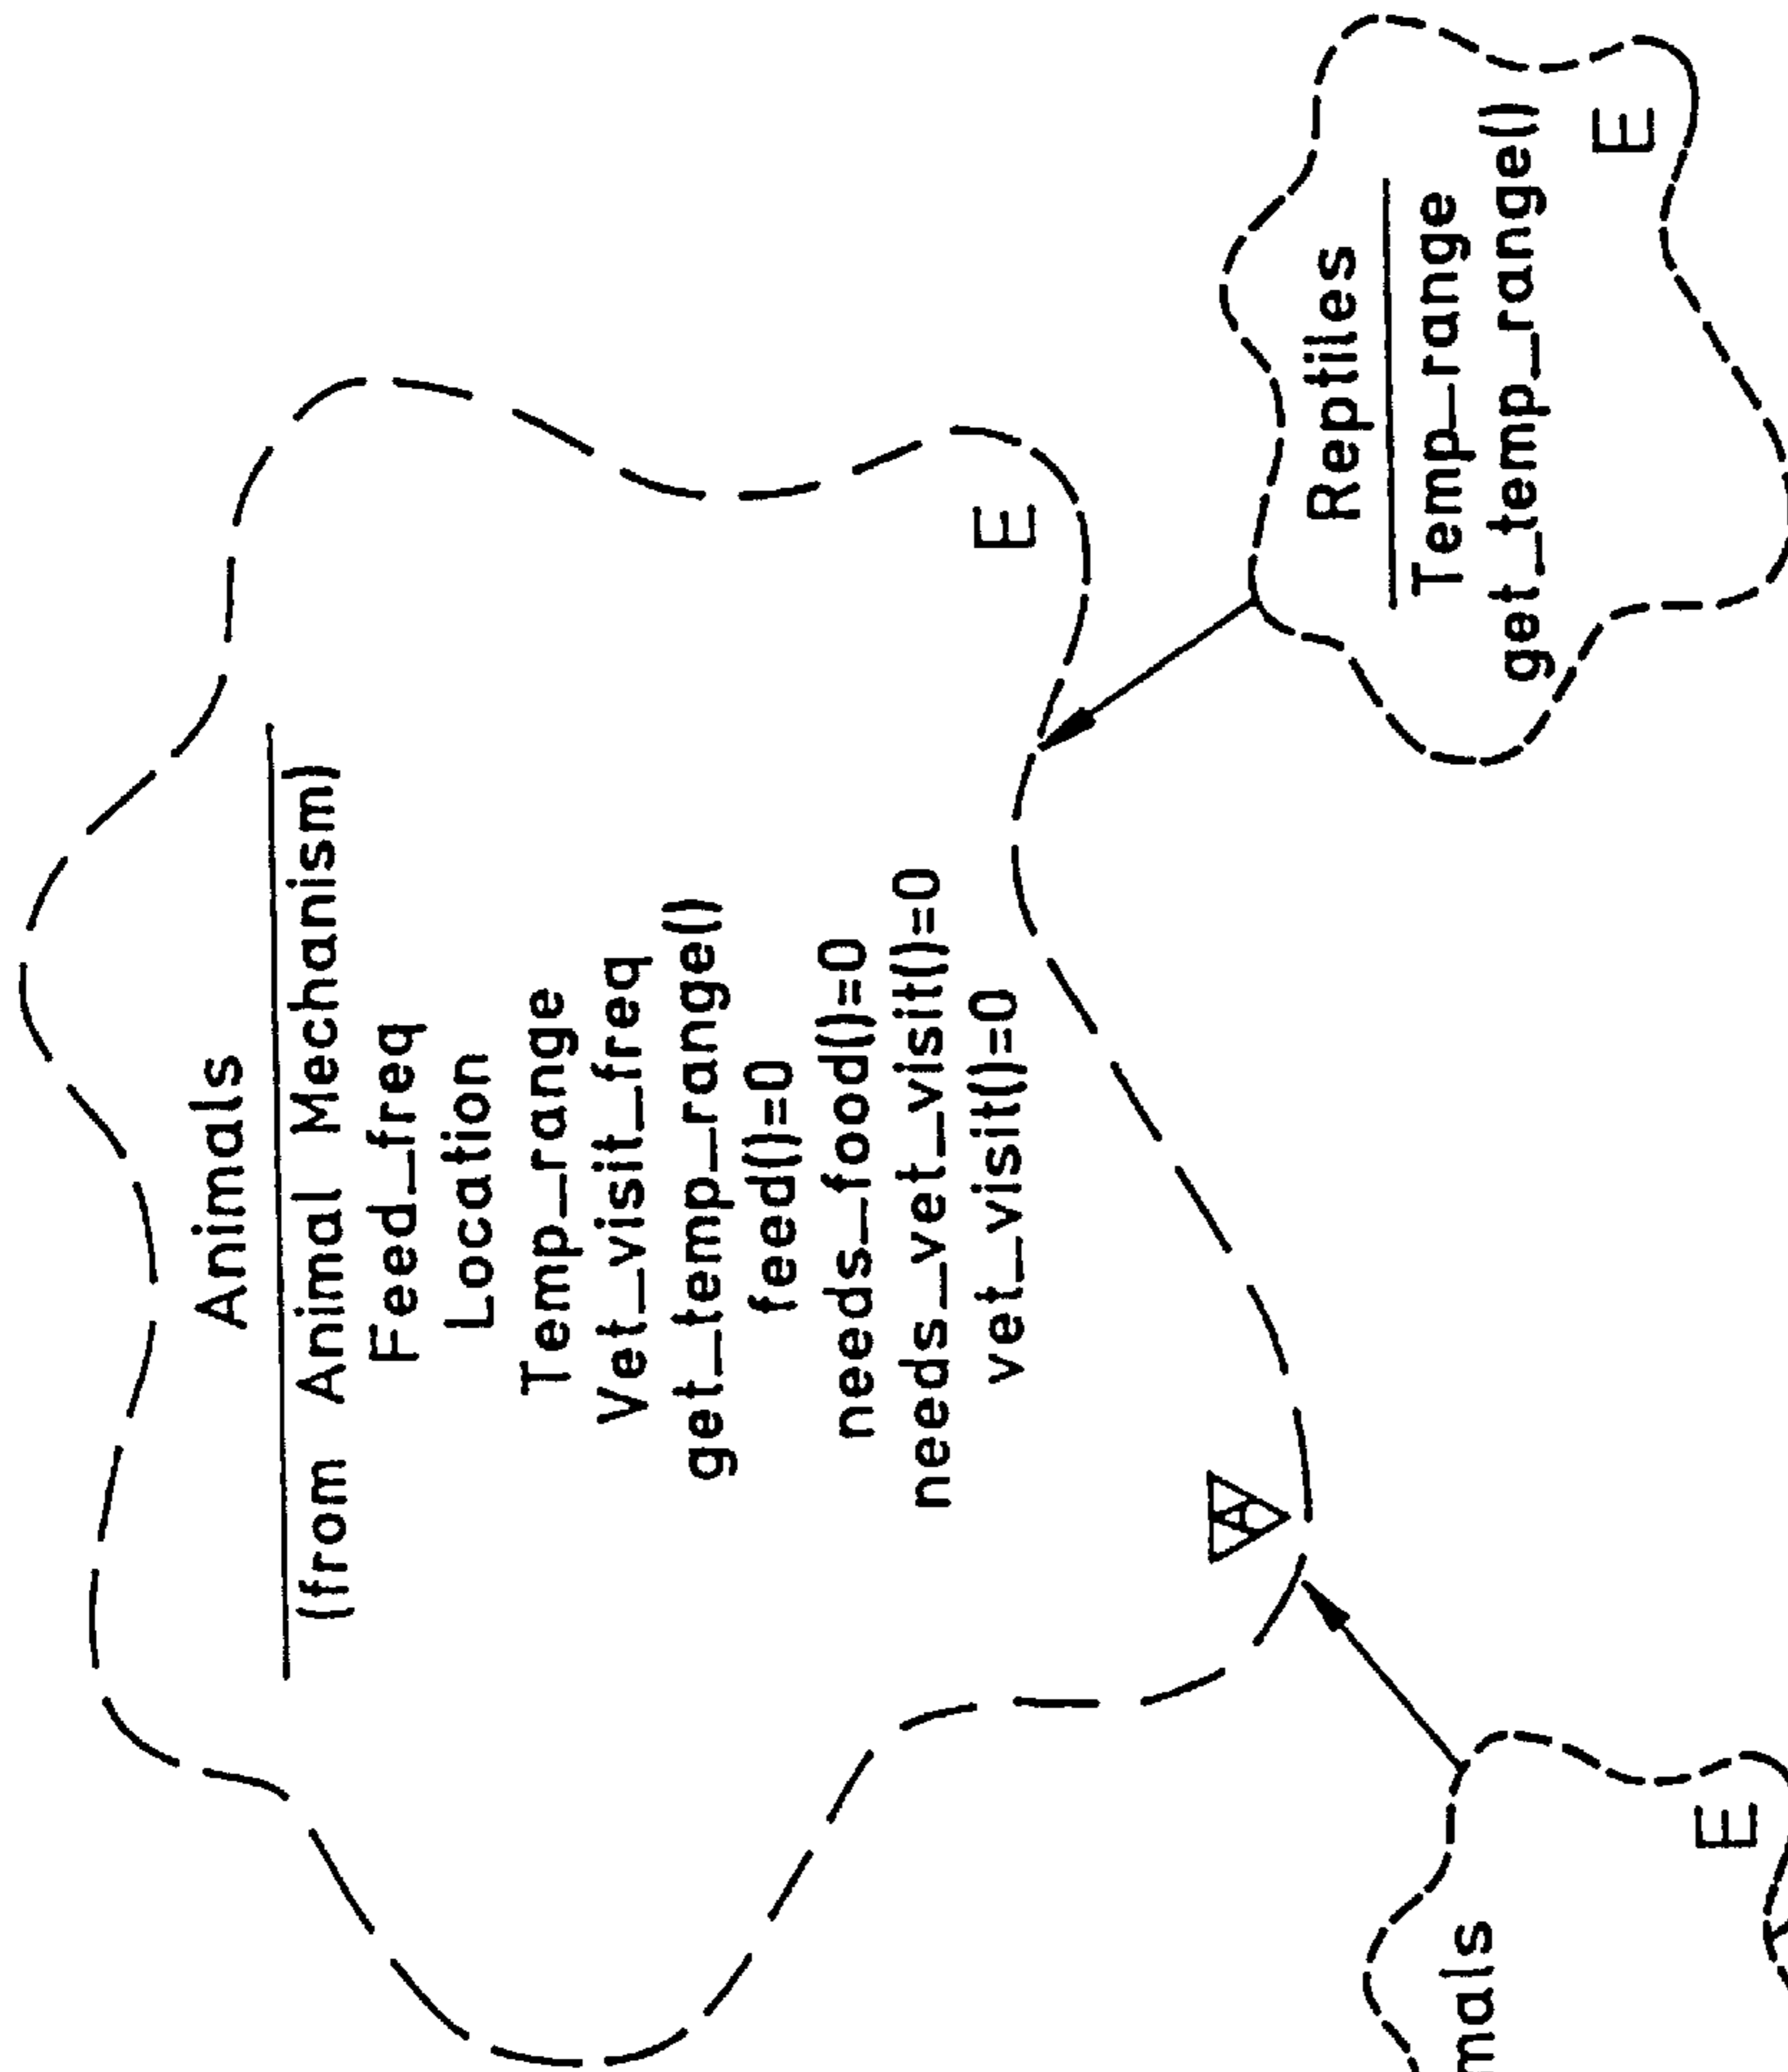 Animals
(from Animal Mechanism)
Feed_freq
Location
Temp_range
Vet_visit_freq
get_temp_range()
feed()=0
needs_food()=0
needs_vet_visit()=0
vet_visit()=0
E
A
Reptiles
Temp_range
get_temp_range()
E
mals
E